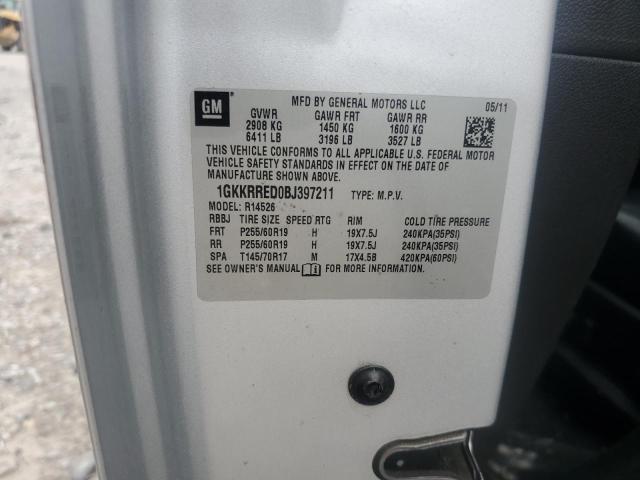 GM
MFD BY GENERAL MOTORS LLC 05/11
GVWR GAWR FRT GAWR RR
2908 KG 1450 KG 1600 KG
6411 LB 3196 LB 3527 LB
THIS VEHICLE CONFORMS TO ALL APPLICABLE U.S. FEDERAL MOTOR
VEHICLE SAFETY STANDARDS IN EFFECT ON THE DATE OF
MANUFACTURE SHOWN ABOVE.
1GKKRRED0BJ397211 TYPE: M.P.V.
MODEL: R14526
RBBJ TIRE SIZE SPEED RTG RIM COLD TIRE PRESSURE
FRT P255/60R19 H 19X7.5J 240KPA(35PSI)
RR P255/60R19 H 19X7.5J 240KPA(35PSI)
SPA T145/70R17 M 17X4.5B 420KPA(60PSI)
SEE OWNER'S MANUAL FOR MORE INFORMATION.